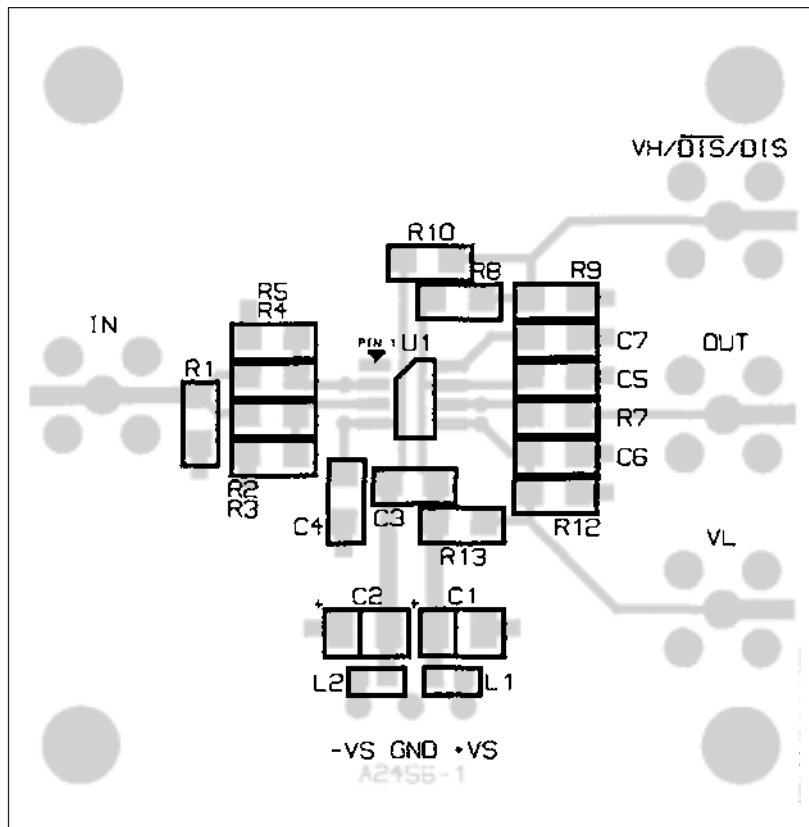 VH/DIS/DIS
R10
R8
R9
R5
R4
IN
PIN 1
U1
C7
OUT
R1
C5
R7
C6
R2
R3
C4
C3
R13
R12
VL
C2
C1
+
+
L2
L1
-VS GND +VS
A2456-1